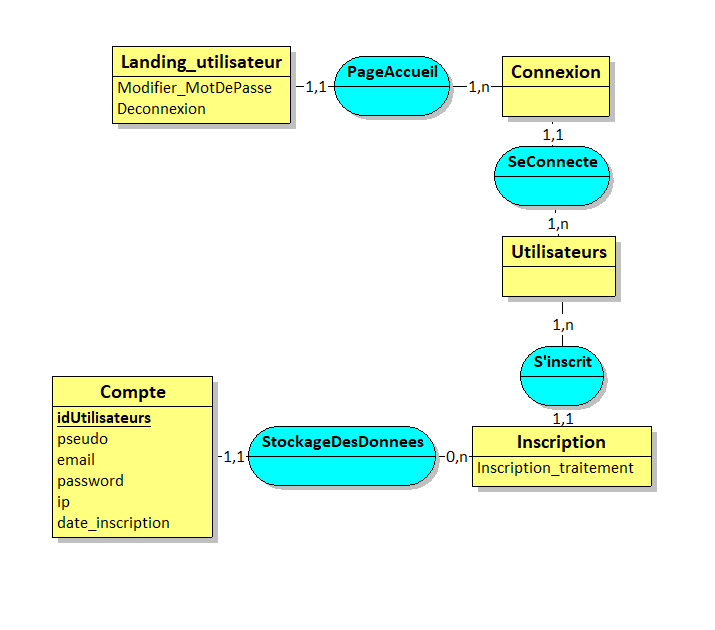 Landing_utilisateur
Modifier_MotDePasse
Deconnexion
1,1
PageAccueil
1,n
Connexion
1,1
SeConnecte
1,n
Utilisateurs
1,n
S'inscrit
1,1
Compte
idUtilisateurs
pseudo
email
password
ip
date_inscription
1,1
StockageDesDonnees
0,n
Inscription
Inscription_traitement